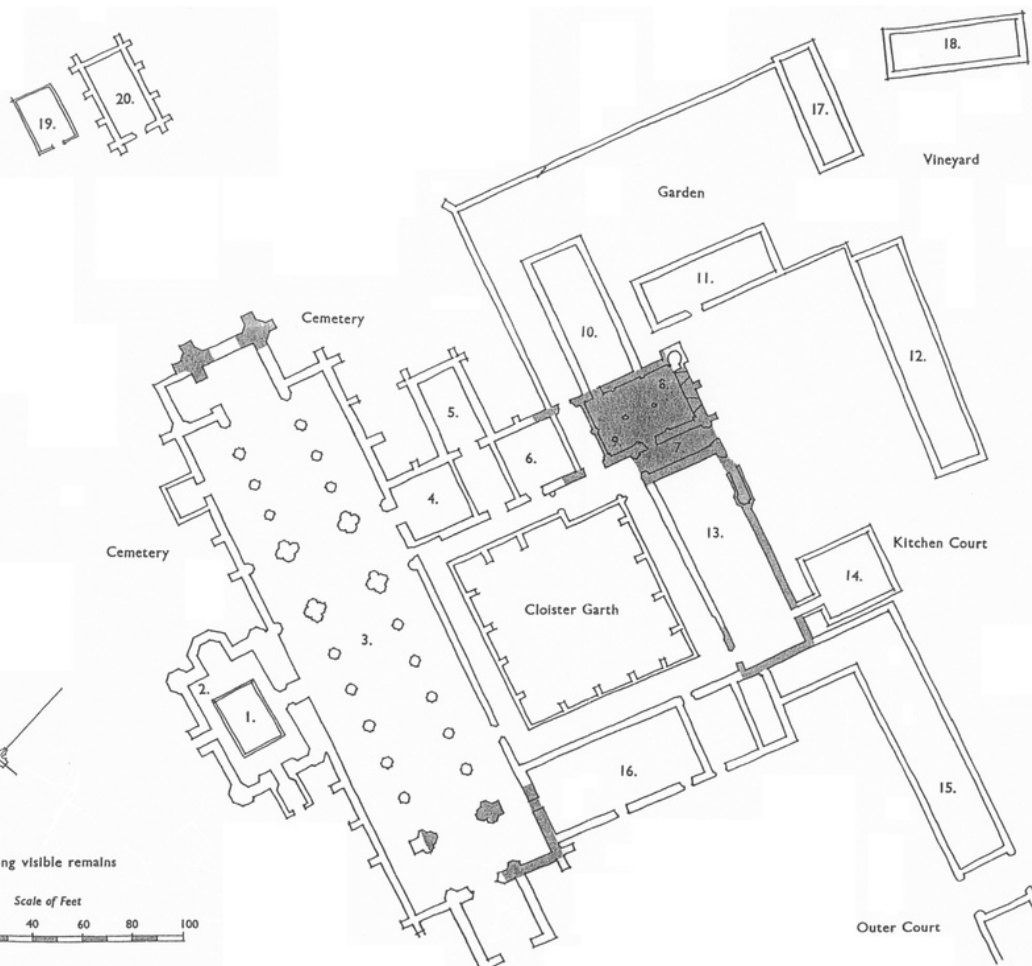 18.
20.
17.
19.
Vineyard
Garden
11.
10.
Cemetery
12.
8.
5.
9.
7.
6.
4.
13.
Kitchen Court
Cemetery
14.
Cloister Garth
3.
2.
1.
16.
15.
ng visible remains
Scale of Feet
40 60 80 100
Outer Court